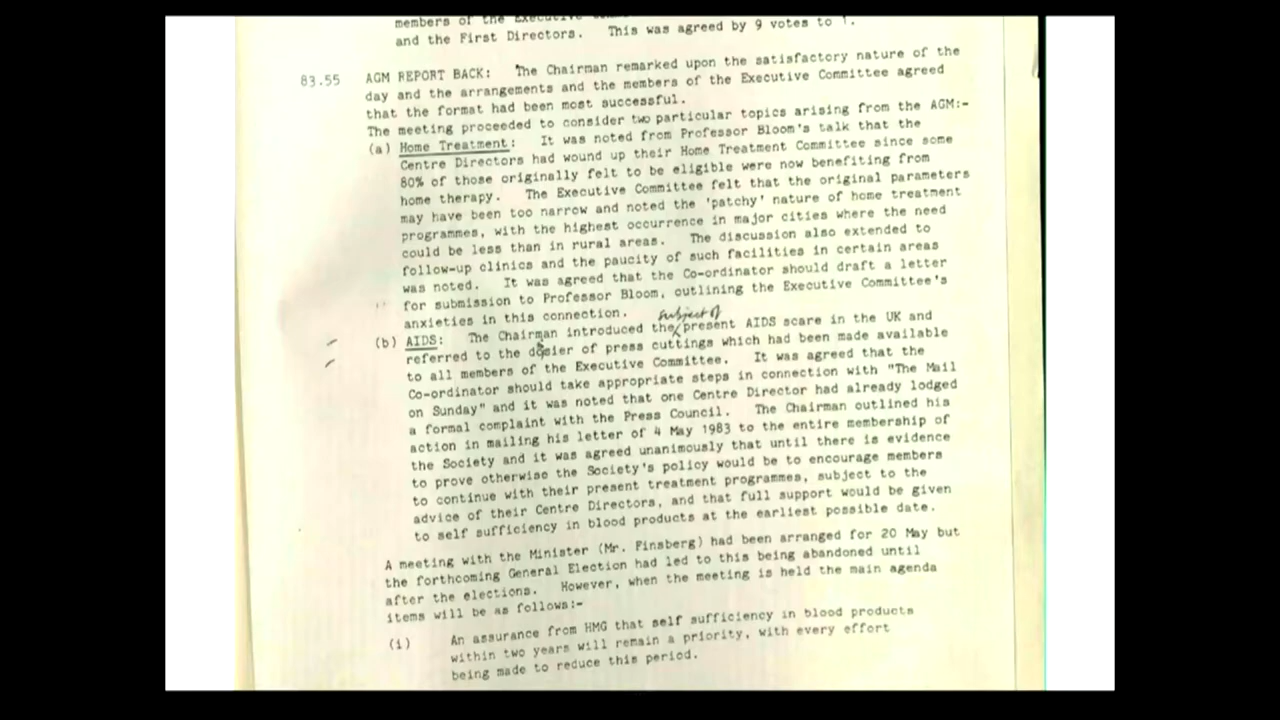 members of the Executive
and the First Directors. This was agreed by 9 votes to 1.
83.55 AGM REPORT BACK: The Chairman remarked upon the satisfactory nature of the
day and the arrangements and the members of the Executive Committee agreed
that the format had been most successful.
The meeting proceeded to consider two particular topics arising from the AGM:-
(a) Home Treatment: It was noted from Professor Bloom's talk that the
Centre Directors had wound up their Home Treatment Committee since some
80% of those originally felt to be eligible were now benefiting from
home therapy. The Executive Committee felt that the original parameters
may have been too narrow and noted the 'patchy' nature of home treatment
programmes, with the highest occurrence in major cities where the need
could be less than in rural areas. The discussion also extended to
follow-up clinics and the paucity of such facilities in certain areas
was noted. It was agreed that the Co-ordinator should draft a letter
for submission to Professor Bloom, outlining the Executive Committee's
anxieties in this connection.
subject of
(b) AIDS: The Chairman introduced the present AIDS scare in the UK and
referred to the dosier of press cuttings which had been made available
to all members of the Executive Committee. It was agreed that the
Co-ordinator should take appropriate steps in connection with "The Mail
on Sunday" and it was noted that one Centre Director had already lodged
a formal complaint with the Press Council. The Chairman outlined his
action in mailing his letter of 4 May 1983 to the entire membership of
the Society and it was agreed unanimously that until there is evidence
to prove otherwise the Society's policy would be to encourage members
to continue with their present treatment programmes, subject to the
advice of their Centre Directors, and that full support would be given
to self sufficiency in blood products at the earliest possible date.
A meeting with the Minister (Mr. Finsberg) had been arranged for 20 May but
the forthcoming General Election had led to this being abandoned until
after the elections. However, when the meeting is held the main agenda
items will be as follows:-
(i) An assurance from HMG that self sufficiency in blood products
within two years will remain a priority, with every effort
being made to reduce this period.